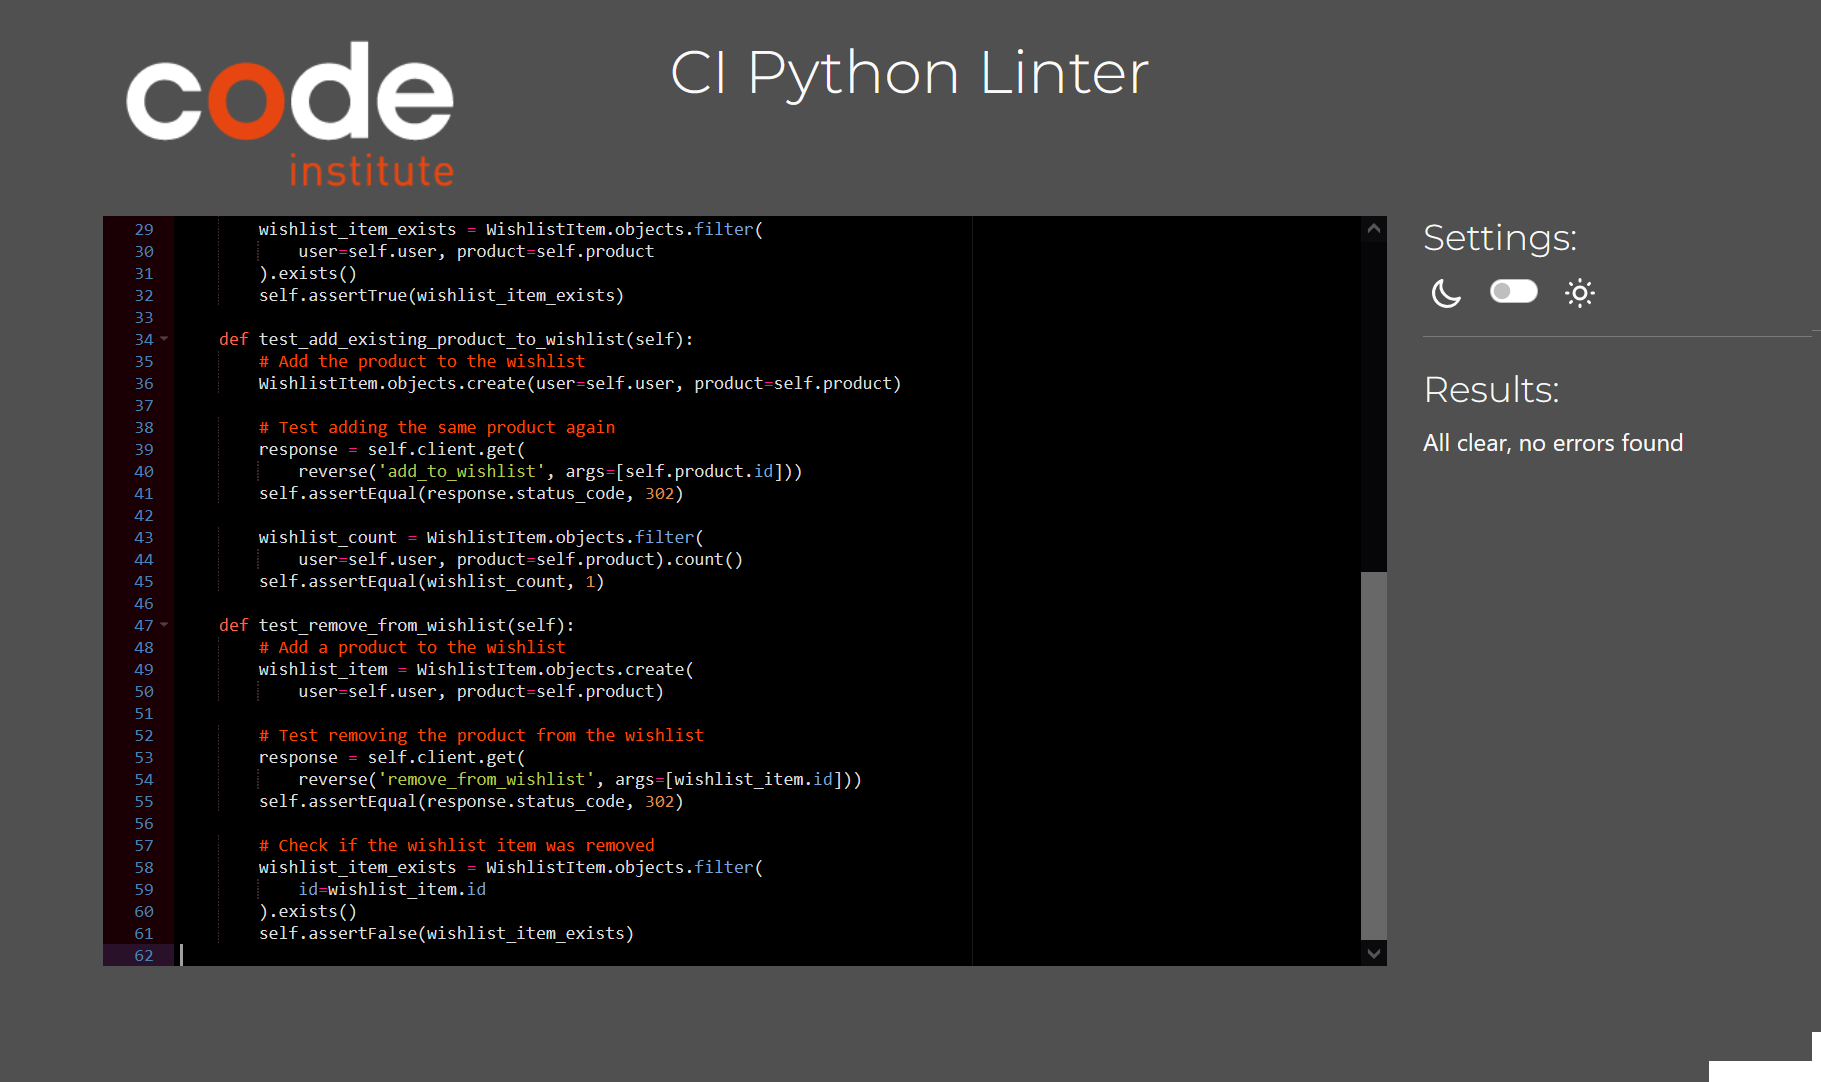 code
institute
CI Python Linter
29 wishlist_item_exists = WishlistItem.objects.filter(
30 user=self.user, product=self.product
31 ).exists()
32 self.assertTrue(wishlist_item_exists)
33
34 def test_add_existing_product_to_wishlist(self):
35 # Add the product to the wishlist
36 WishlistItem.objects.create(user=self.user, product=self.product)
37
38 # Test adding the same product again
39 response = self.client.get(
40 reverse('add_to_wishlist', args=[self.product.id]))
41 self.assertEqual(response.status_code, 302)
42
43 wishlist_count = WishlistItem.objects.filter(
44 user=self.user, product=self.product).count()
45 self.assertEqual(wishlist_count, 1)
46
47 def test_remove_from_wishlist(self):
48 # Add a product to the wishlist
49 wishlist_item = WishlistItem.objects.create(
50 user=self.user, product=self.product)
51
52 # Test removing the product from the wishlist
53 response = self.client.get(
54 reverse('remove_from_wishlist', args=[wishlist_item.id]))
55 self.assertEqual(response.status_code, 302)
56
57 # Check if the wishlist item was removed
58 wishlist_item_exists = WishlistItem.objects.filter(
59 id=wishlist_item.id
60 ).exists()
61 self.assertFalse(wishlist_item_exists)
62
Settings:
Results:
All clear, no errors found